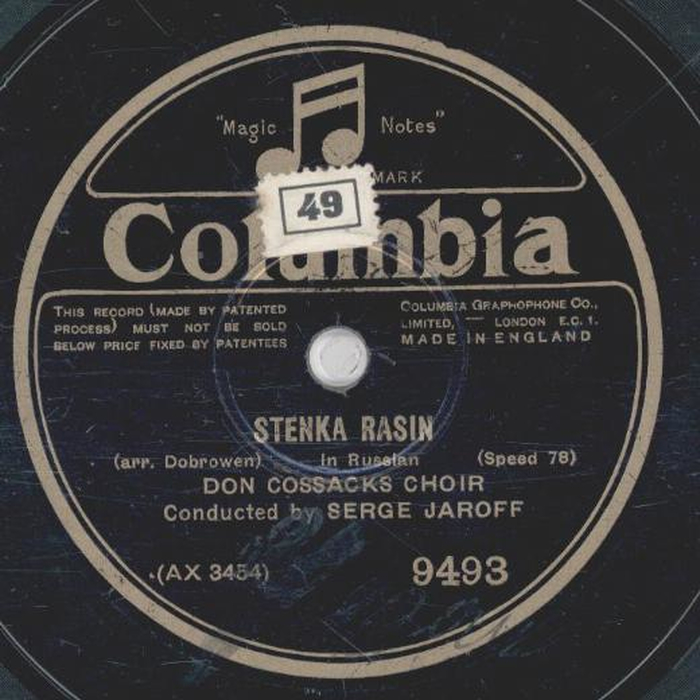 "Magic Notes"
MARK
49
Columbia
THIS RECORD (MADE BY PATENTED
PROCESS) MUST NOT BE SOLD
BELOW PRICE FIXED BY PATENTEES
COLUMBIA GRAPHOPHONE CO.,
LIMITED, — LONDON E.C. 1.
MADE IN ENGLAND
STENKA RASIN
(arr. Dobrowen) In Russian (Speed 78)
DON COSSACKS CHOIR
Conducted by SERGE JAROFF
(AX 3454) 9493